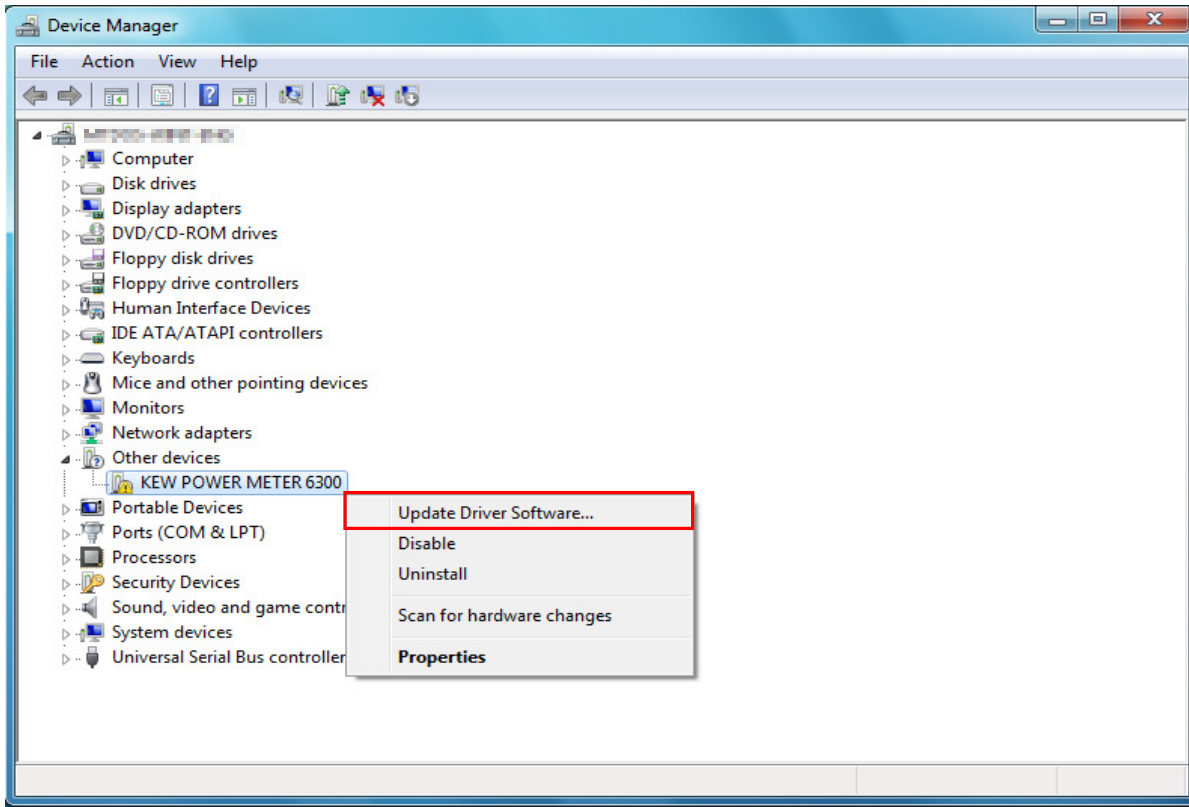 Device Manager
File Action View Help
Computer
Disk drives
Display adapters
DVD/CD-ROM drives
Floppy disk drives
Floppy drive controllers
Human Interface Devices
IDE ATA/ATAPI controllers
Keyboards
Mice and other pointing devices
Monitors
Network adapters
Other devices
KEW POWER METER 6300
Portable Devices
Ports (COM & LPT)
Processors
Security Devices
Sound, video and game contr
System devices
Universal Serial Bus controller
Update Driver Software...
Disable
Uninstall
Scan for hardware changes
Properties